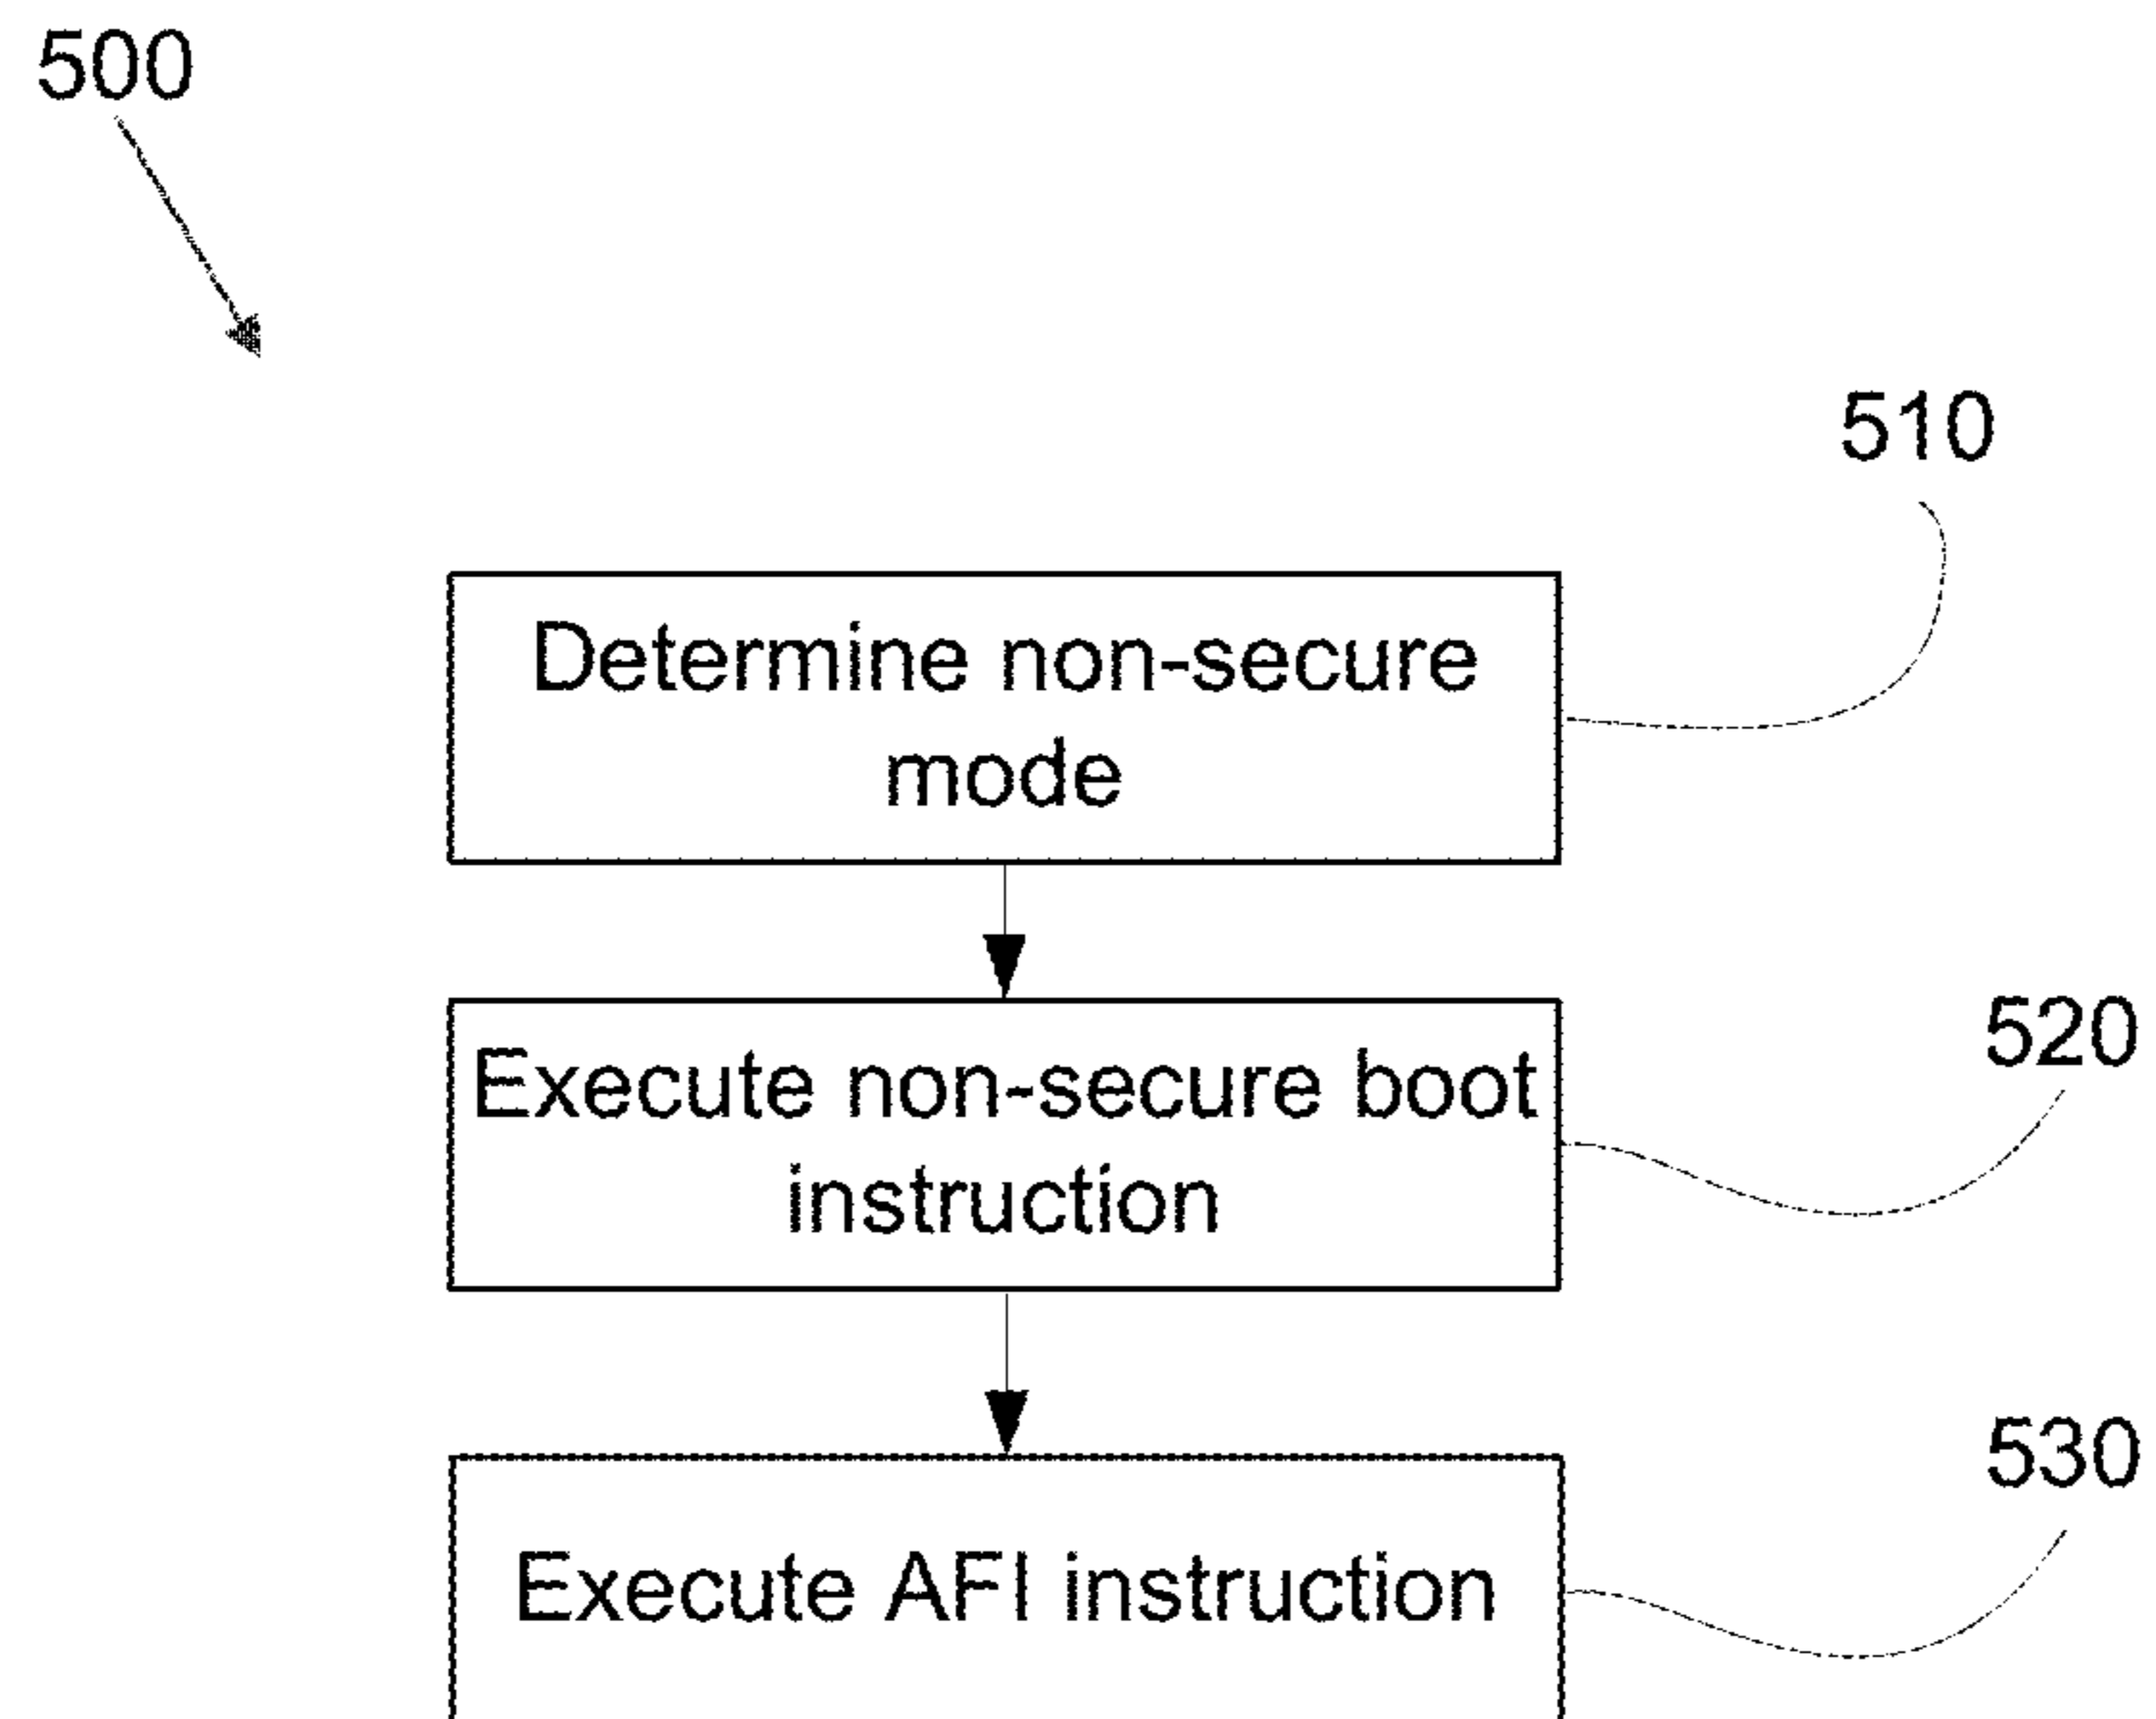 500
510
Determine non-secure
mode
520
Execute non-secure boot
instruction
530
Execute AFI instruction